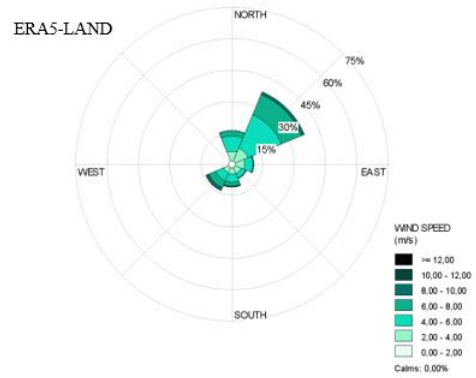 NORTH
ERA5-LAND
75%
60%
45%
30%
15%
WEST
EAST
WIND SPEED
(m/s)
>= 12,00
10,00 - 12,00
8,00 - 10,00
6,00 - 8,00
4,00 - 6,00
2,00 - 4,00
0,00 - 2,00
Calms: 0,00%
SOUTH